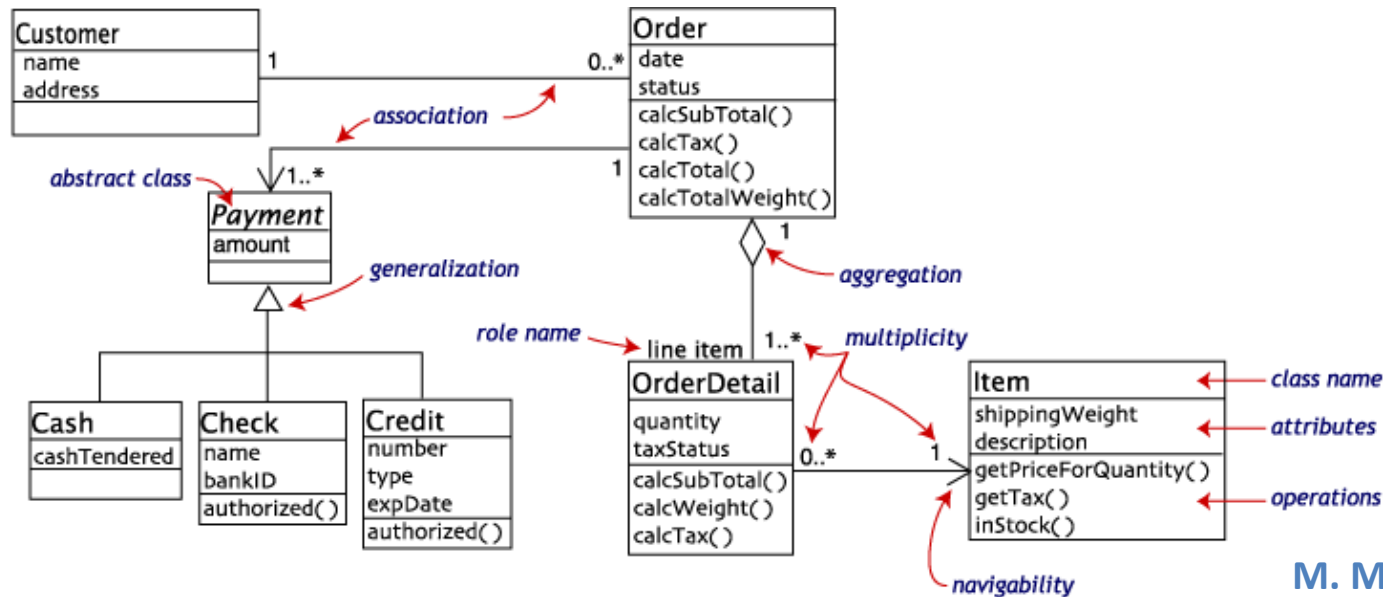 Customer
name
address
1
0..*
Order
date
status
calcSubTotal()
calcTax()
calcTotal()
calcTotalWeight()
association
abstract class
1..*
1
Payment
amount
generalization
1
aggregation
role name
line item
1..*
multiplicity
Cash
cashTendered
Check
name
bankID
authorized()
Credit
number
type
expDate
authorized()
OrderDetail
quantity
taxStatus
calcSubTotal()
calcWeight()
calcTax()
0..*
1
Item
shippingWeight
description
getPriceForQuantity()
getTax()
inStock()
class name
attributes
operations
navigability
M. M